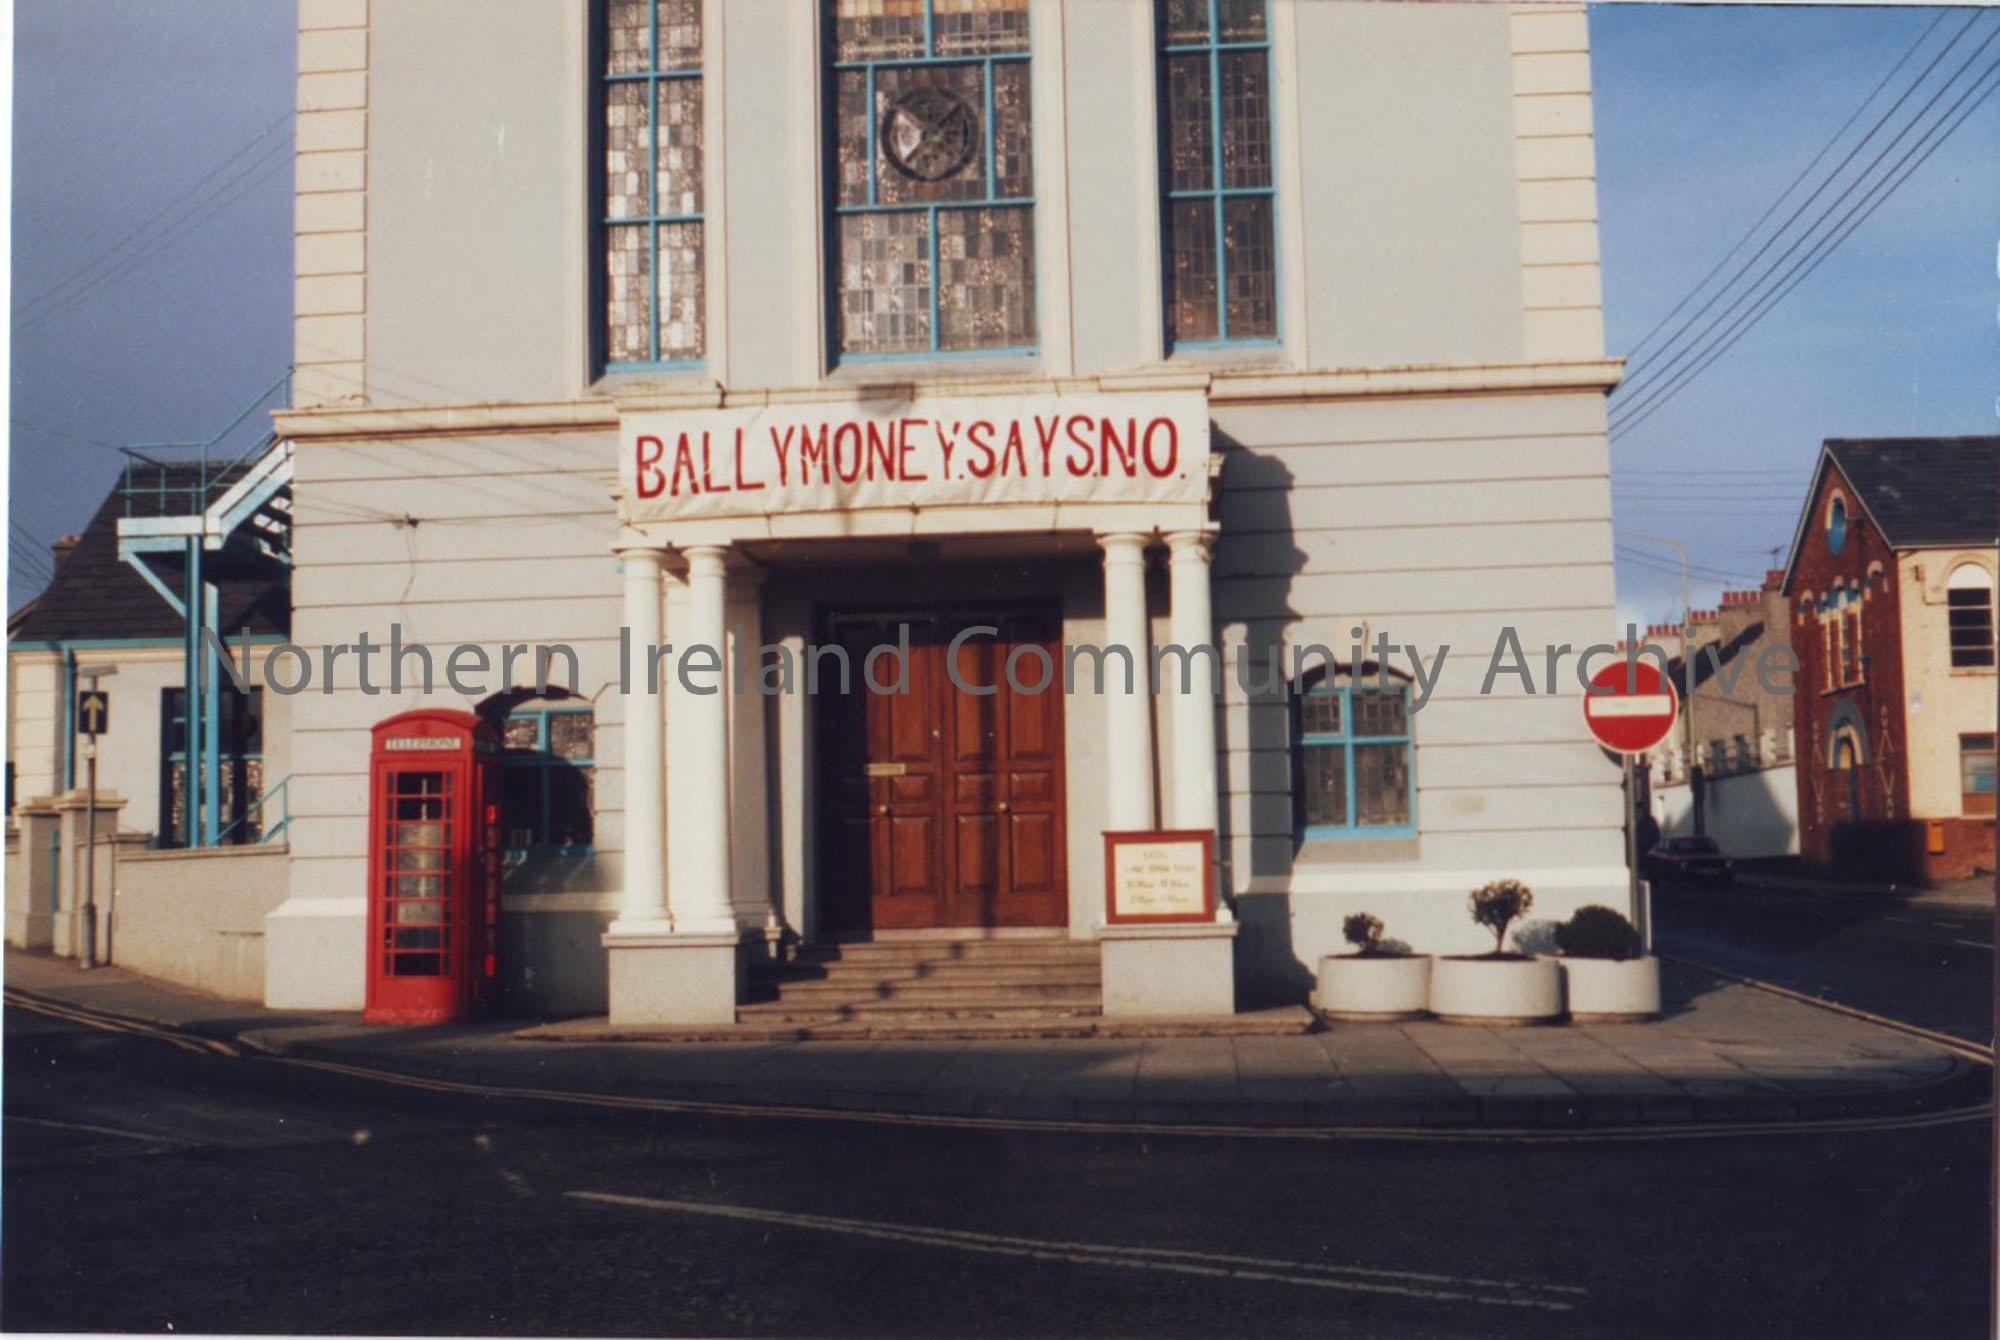 BALLYMONEY.SAYS.NO.
Northern Ireland Community Archive
TELEPHONE